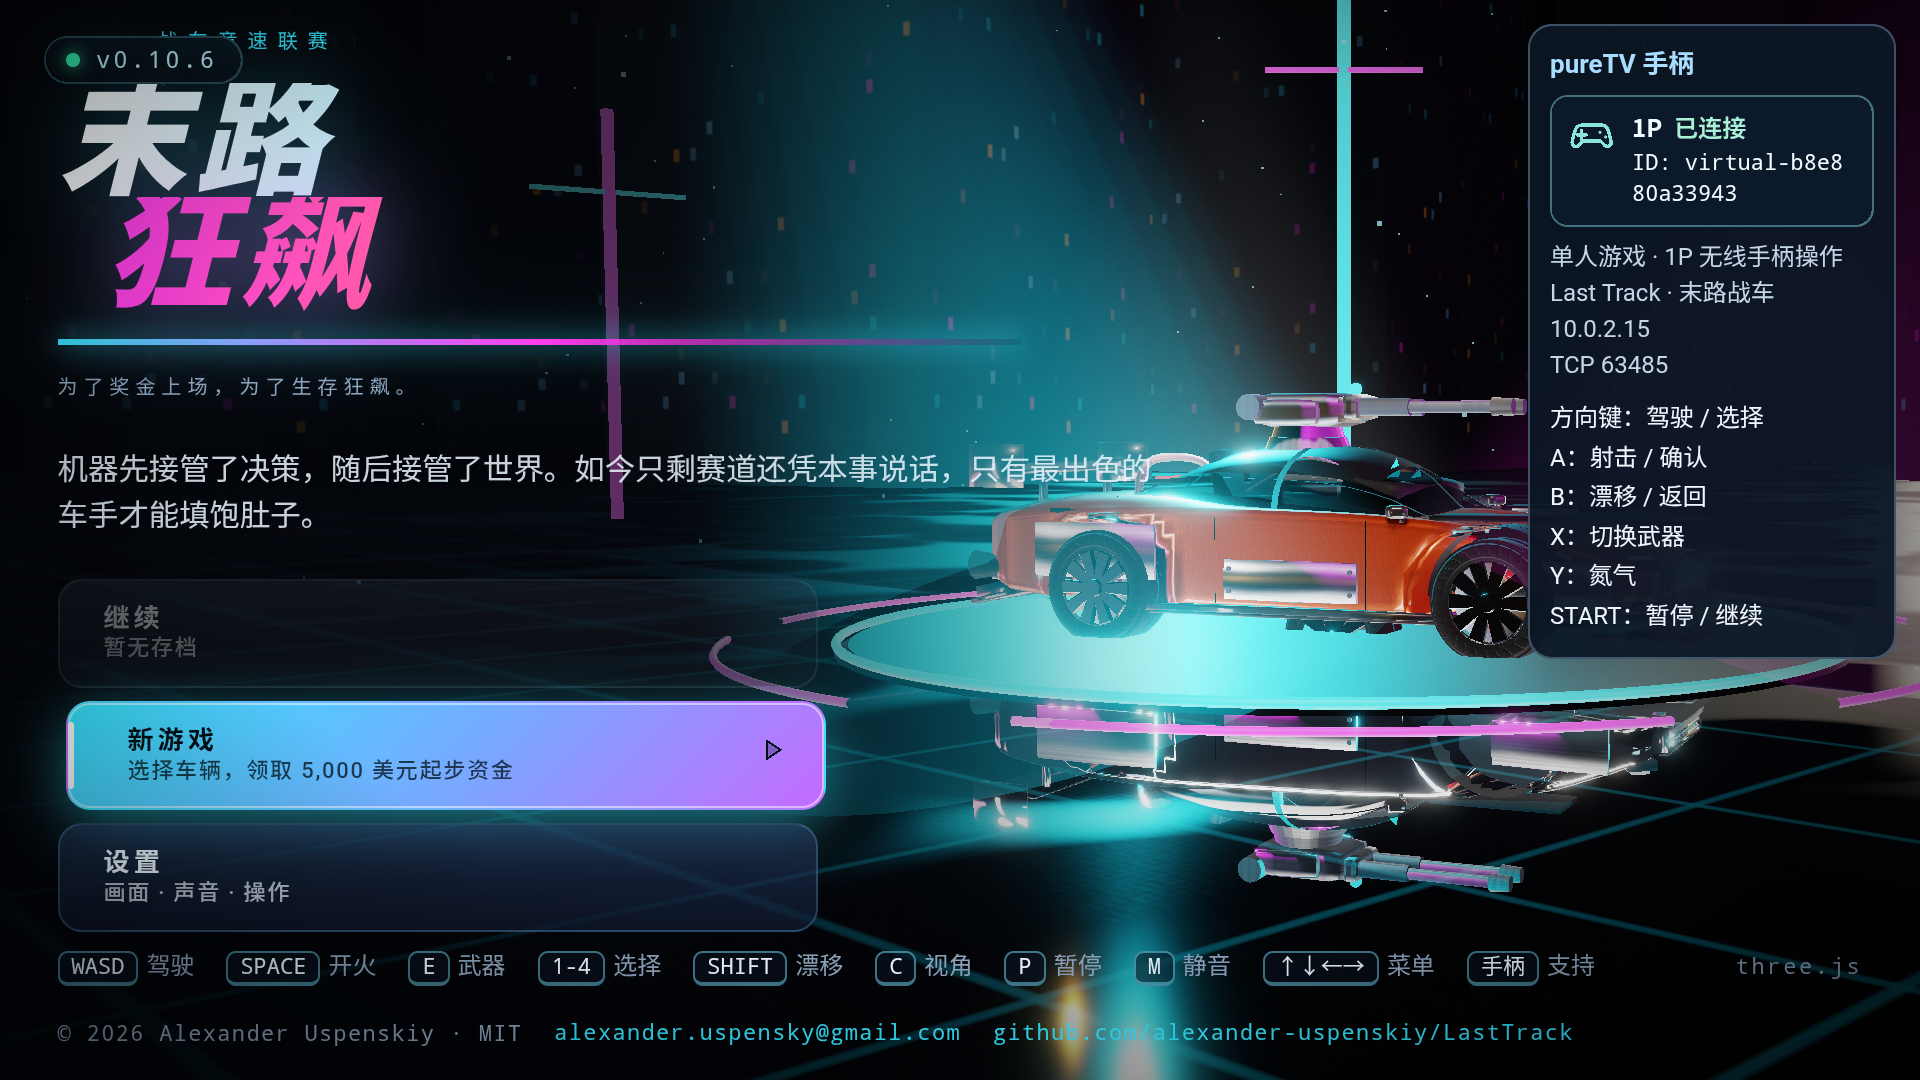 竞速联赛
v0.10.6
末路
狂飙
为了奖金上场，为了生存狂飙。
机器先接管了决策，随后接管了世界。如今只剩赛道还凭本事说话，只有最出色的
车手才能填饱肚子。
继续
暂无存档
新游戏
选择车辆，领取 5,000 美元起步资金
设置
画面 · 声音 · 操作
pureTV 手柄
1P 已连接
ID: virtual-b8e8
80a33943
单人游戏 · 1P 无线手柄操作
Last Track · 末路战车
10.0.2.15
TCP 63485
方向键：驾驶 / 选择
A：射击 / 确认
B：漂移 / 返回
X：切换武器
Y：氮气
START：暂停 / 继续
WASD 驾驶 SPACE 开火 E 武器 1-4 选择 SHIFT 漂移 C 视角 P 暂停 M 静音 ↑↓←→ 菜单 手柄 支持 three.js
© 2026 Alexander Uspenskiy · MIT alexander.uspensky@gmail.com github.com/alexander-uspenskiy/LastTrack